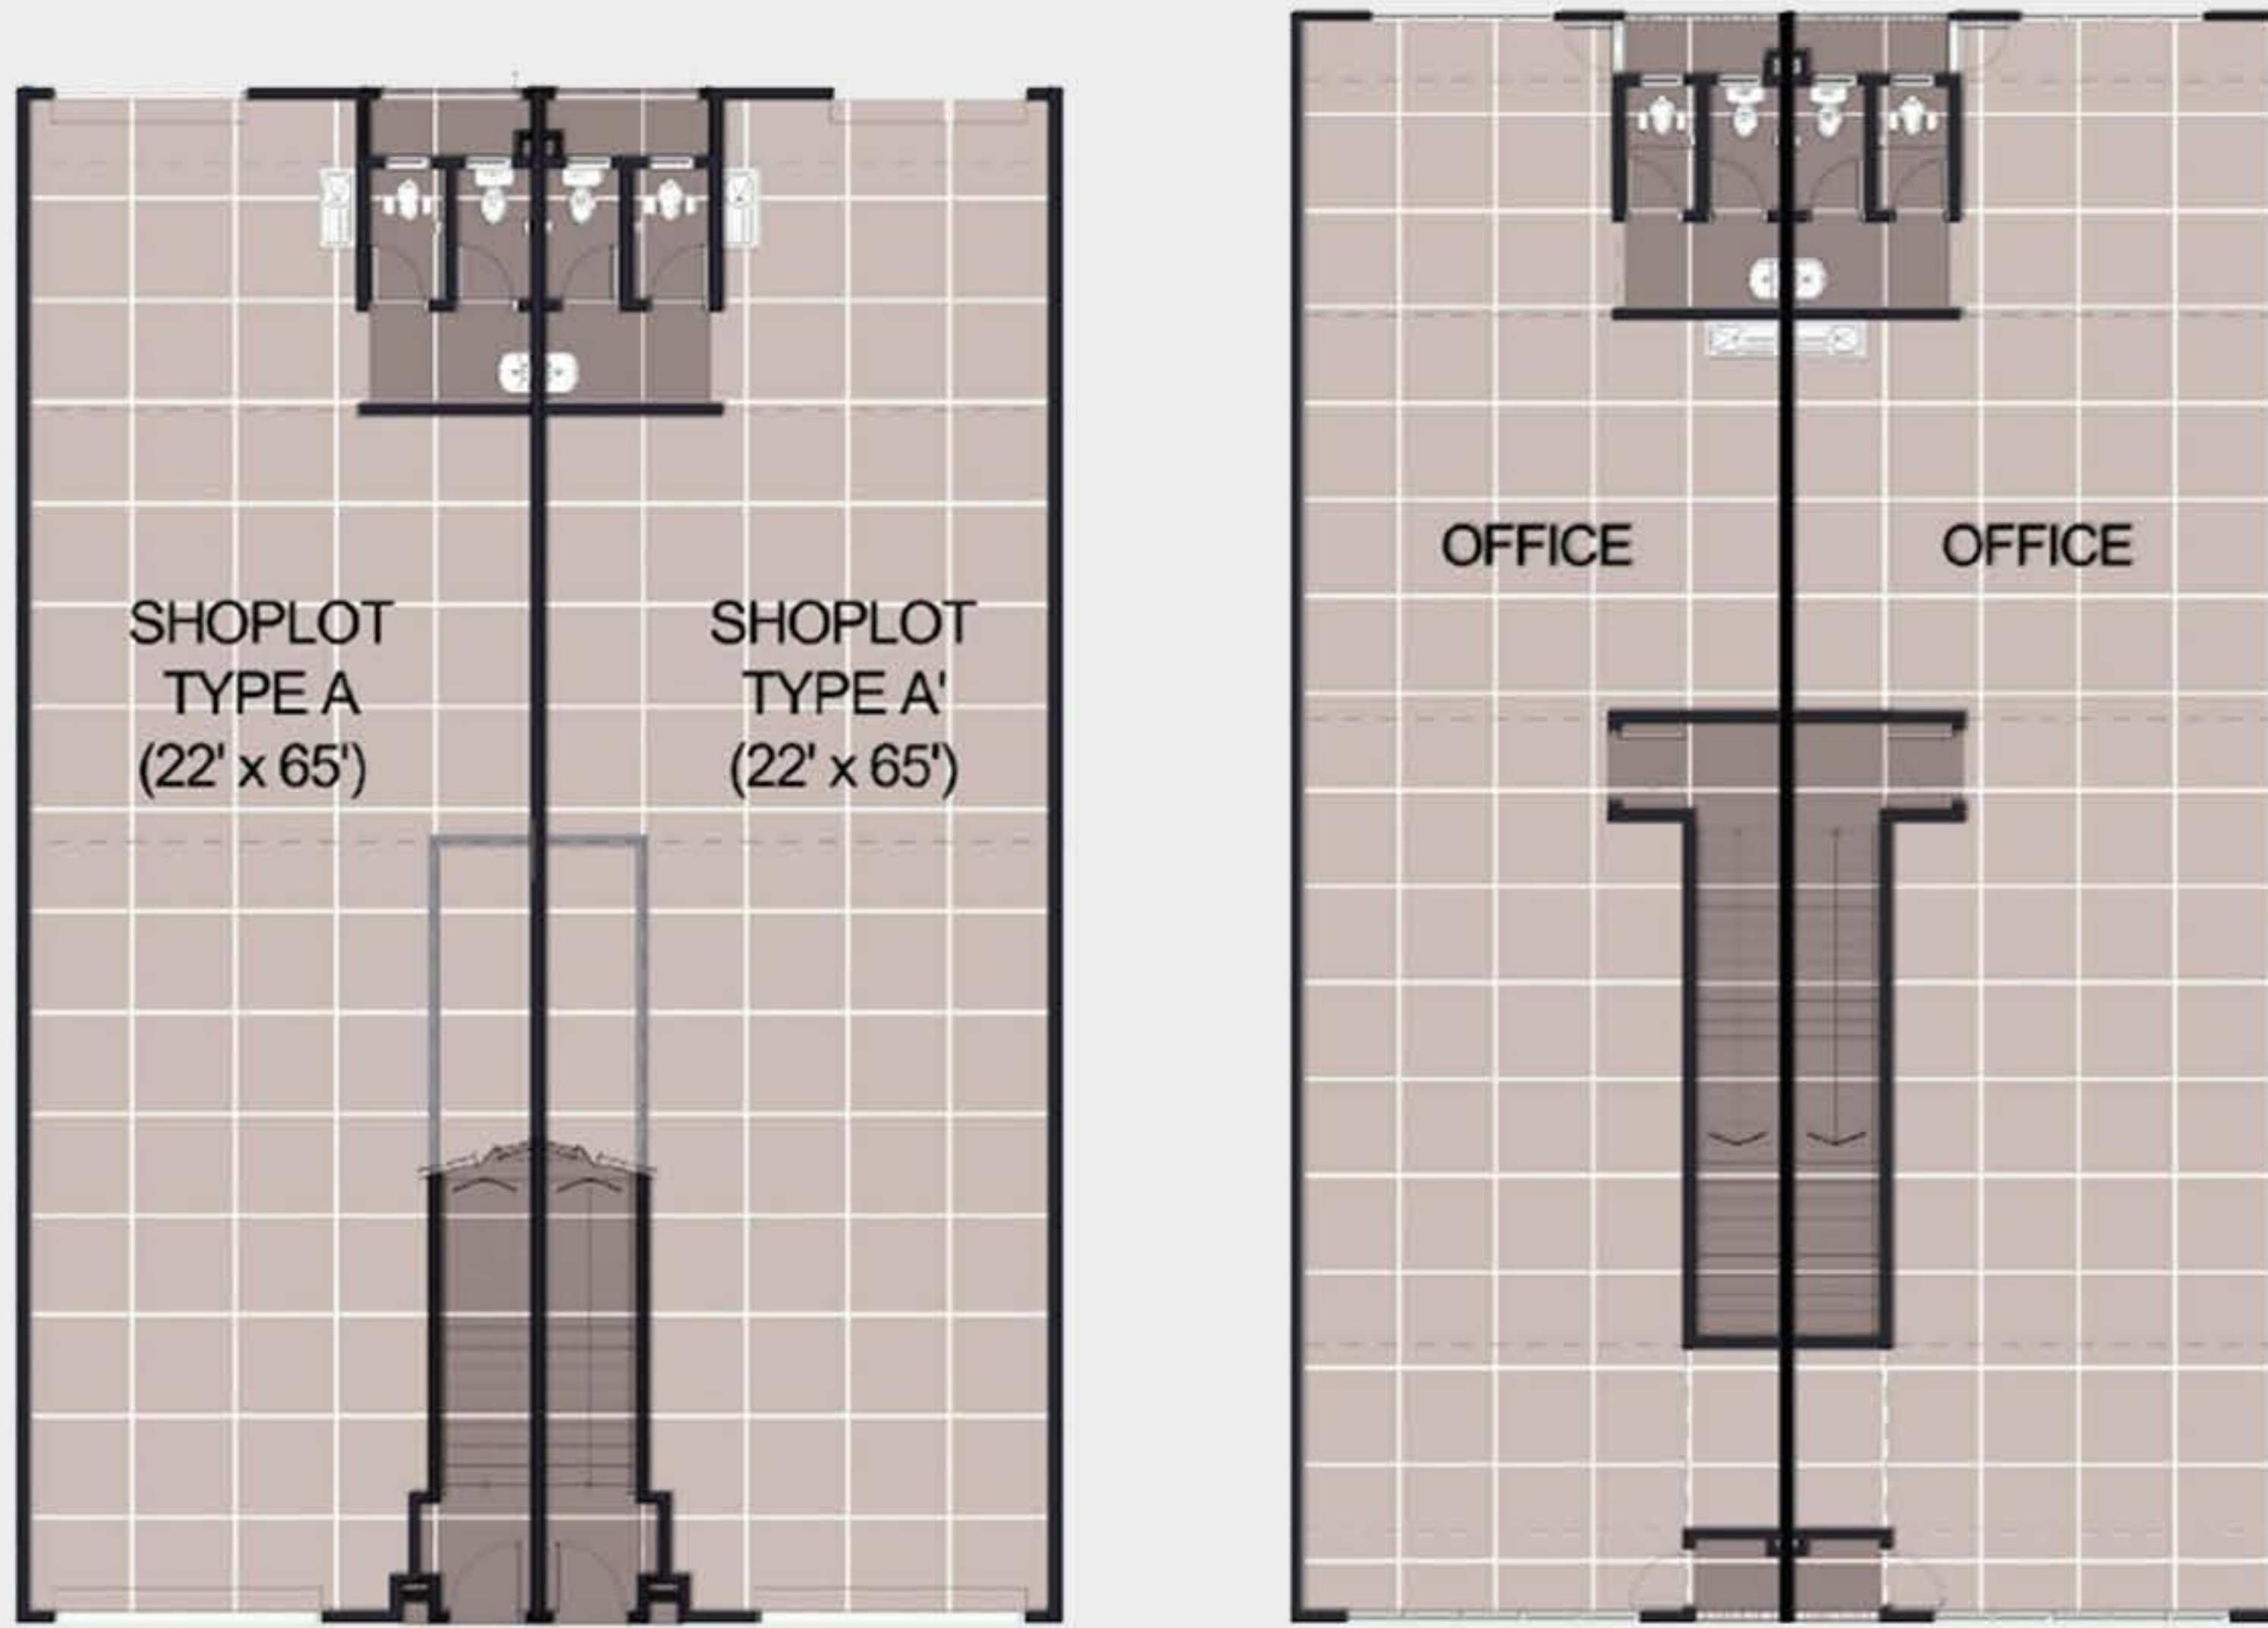 SHOPLOT
TYPE A
(22' x 65')
SHOPLOT
TYPE A'
(22' x 65')
OFFICE
OFFICE